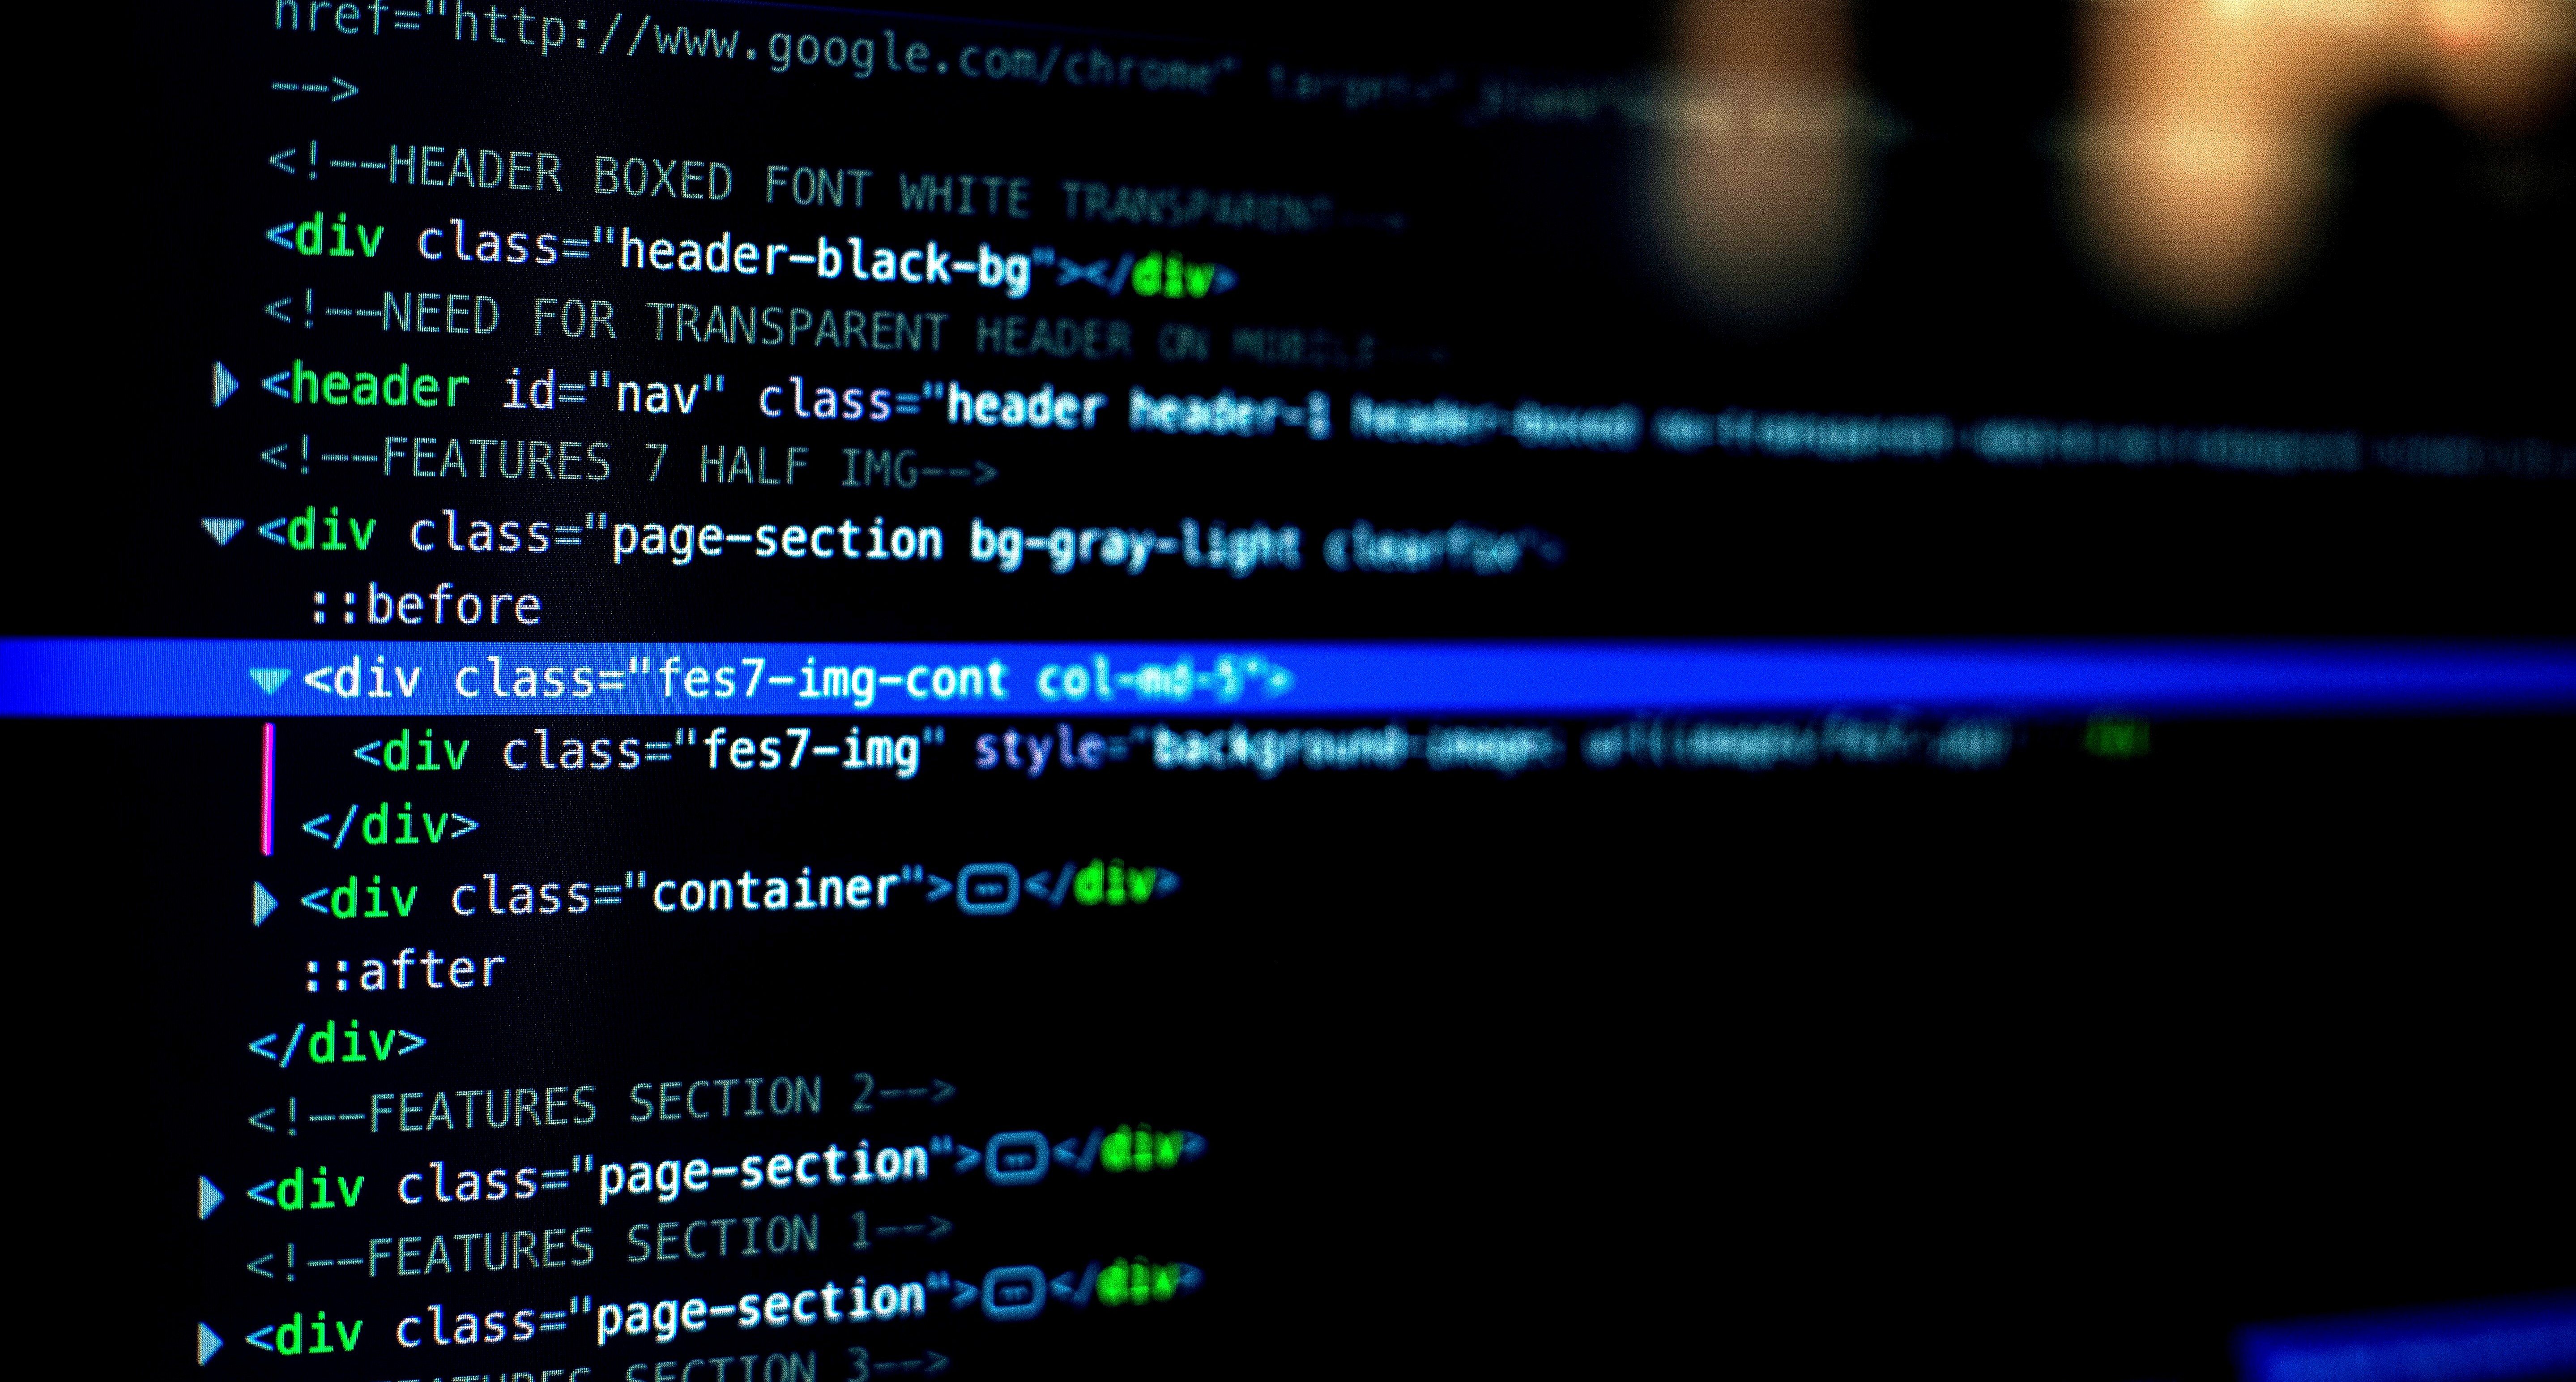 href="http://www.google.com/chrome"
-->
<!--HEADER BOXED FONT WHITE TRANSPARENT-->
<div class="header-black-bg"></div>
<!--NEED FOR TRANSPARENT HEADER ON MOBILE-->
<header id="nav" class="header header-1 header-boxed
<!--FEATURES 7 HALF IMG-->
<div class="page-section bg-gray-light clearfix">
::before
<div class="fes7-img-cont col-md-5">
<div class="fes7-img" style="background-image:
</div>
<div class="container"></div>
::after
</div>
<!--FEATURES SECTION 2-->
<div class="page-section"></div>
<!--FEATURES SECTION 1-->
<div class="page-section"></div>
FEATURES SECTION 3-->